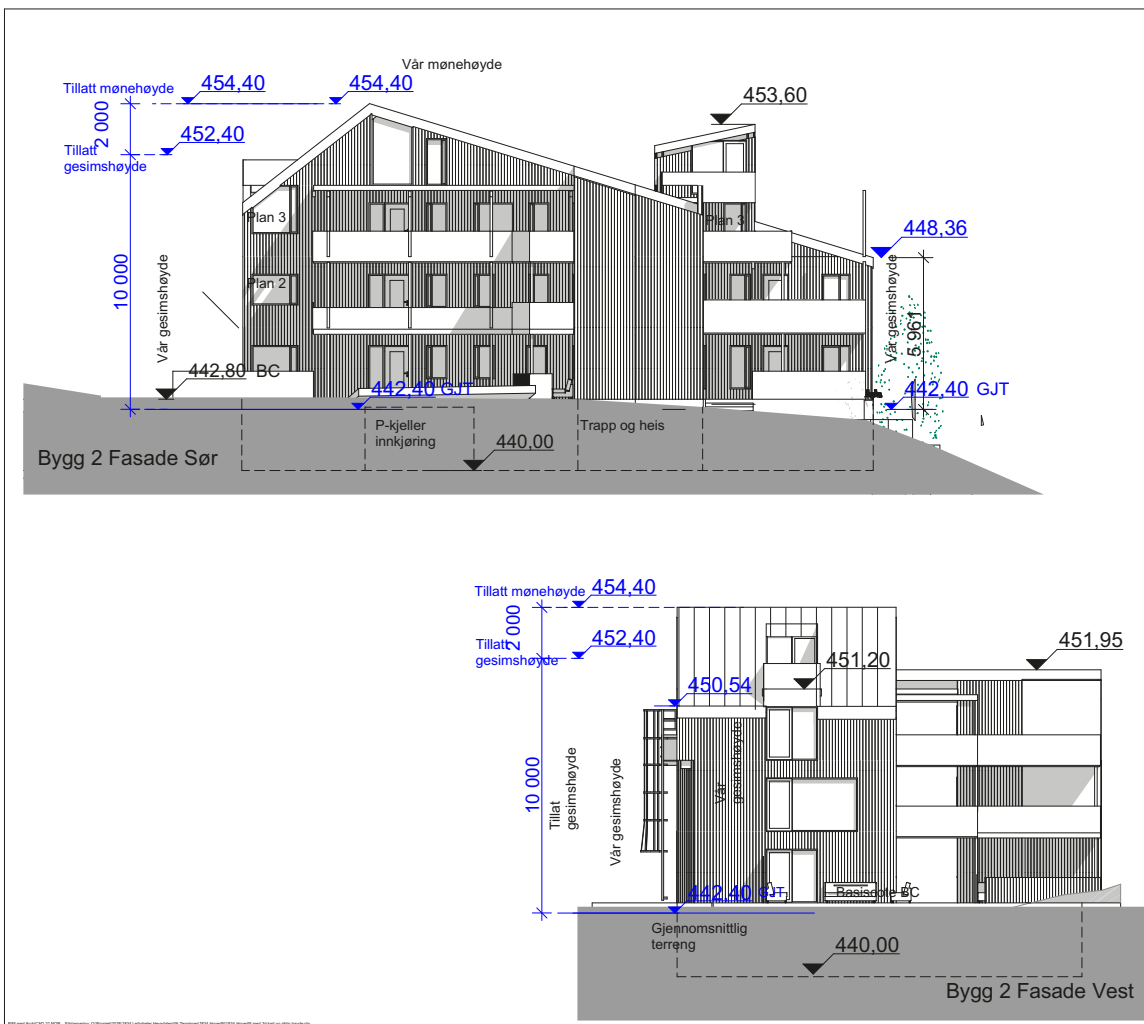 Vår mønehøyde
Tillatt mønehøyde
454,40
454,40
453,60
2 000
452,40
Tillatt
gesimshøyde
Plan 3
Plan 3
448,36
Plan 2
10 000
Vår gesimshøyde
Vår gesimshøyde
5 961
442,80 BC
442,40 GJT
442,40 GJT
P-kjeller
innkjøring
Trapp og heis
440,00
Bygg 2 Fasade Sør
Tillatt mønehøyde
454,40
2 000
Tillatt
gesimshøyde
452,40
451,95
451,20
450,54
10 000
Tillat
gesimshøyde
Vår gesimshøyde
Vår
gesimshøyde
442,40 GJT
Basiscote BC
Gjennomsnittlig
terreng
440,00
Bygg 2 Fasade Vest